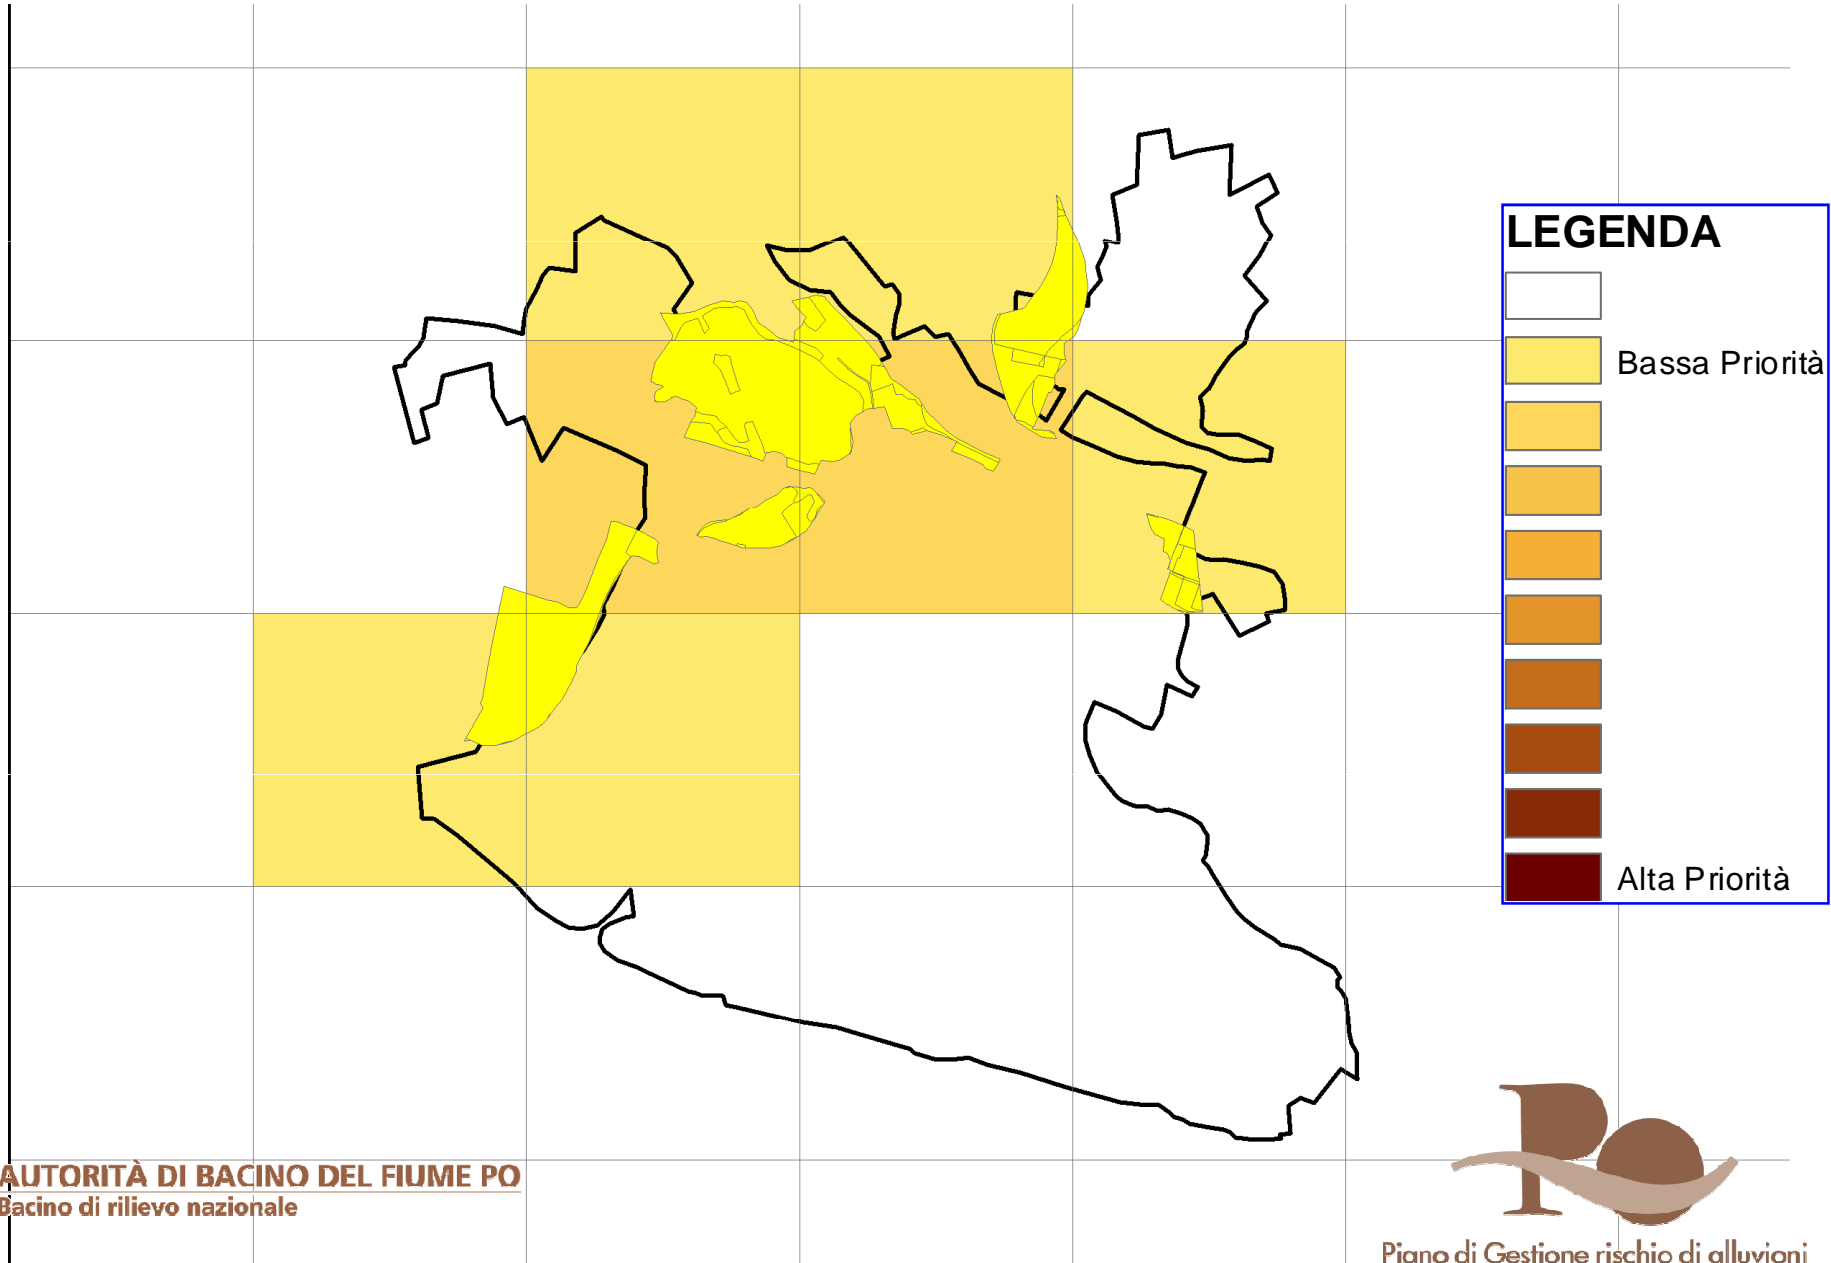 LEGENDA
Bassa Priorità
Alta Priorità
AUTORITÀ DI BACINO DEL FIUME PO
Bacino di rilievo nazionale
PO
Piano di Gestione rischio di alluvioni